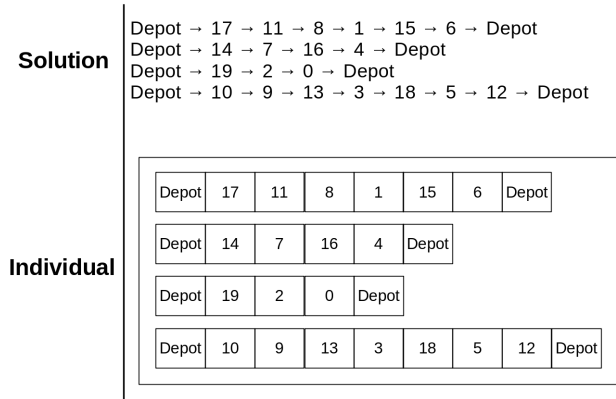 Solution
Depot → 17 → 11 → 8 → 1 → 15 → 6 → Depot
Depot → 14 → 7 → 16 → 4 → Depot
Depot → 19 → 2 → 0 → Depot
Depot → 10 → 9 → 13 → 3 → 18 → 5 → 12 → Depot
Individual
Depot 17 11 8 1 15 6 Depot
Depot 14 7 16 4 Depot
Depot 19 2 0 Depot
Depot 10 9 13 3 18 5 12 Depot